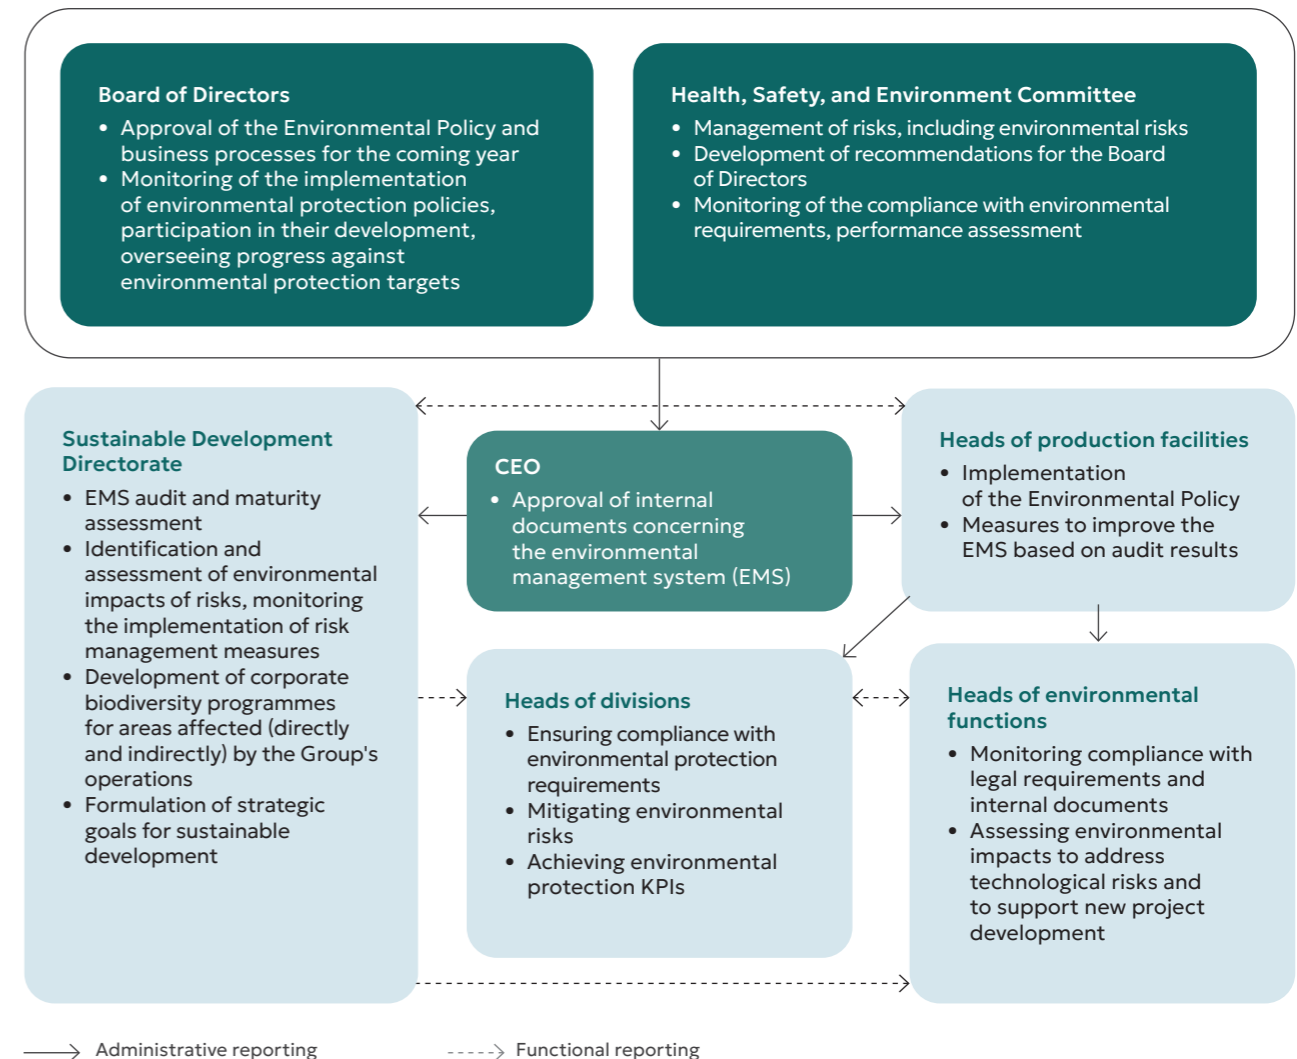 Board of Directors
• Approval of the Environmental Policy and
business processes for the coming year
• Monitoring of the implementation
of environmental protection policies,
participation in their development,
overseeing progress against
environmental protection targets
Health, Safety, and Environment Committee
• Management of risks, including environmental risks
• Development of recommendations for the Board
of Directors
• Monitoring of the compliance with environmental
requirements, performance assessment
Sustainable Development
Directorate
• EMS audit and maturity
assessment
• Identification and
assessment of environmental
impacts of risks, monitoring
the implementation of risk
management measures
• Development of corporate
biodiversity programmes
for areas affected (directly
and indirectly) by the Group's
operations
• Formulation of strategic
goals for sustainable
development
CEO
• Approval of internal
documents concerning
the environmental
management system (EMS)
Heads of production facilities
• Implementation
of the Environmental Policy
• Measures to improve the
EMS based on audit results
Heads of divisions
• Ensuring compliance with
environmental protection
requirements
• Mitigating environmental
risks
• Achieving environmental
protection KPIs
Heads of environmental
functions
• Monitoring compliance with
legal requirements and
internal documents
• Assessing environmental
impacts to address
technological risks and
to support new project
development
Administrative reporting
Functional reporting